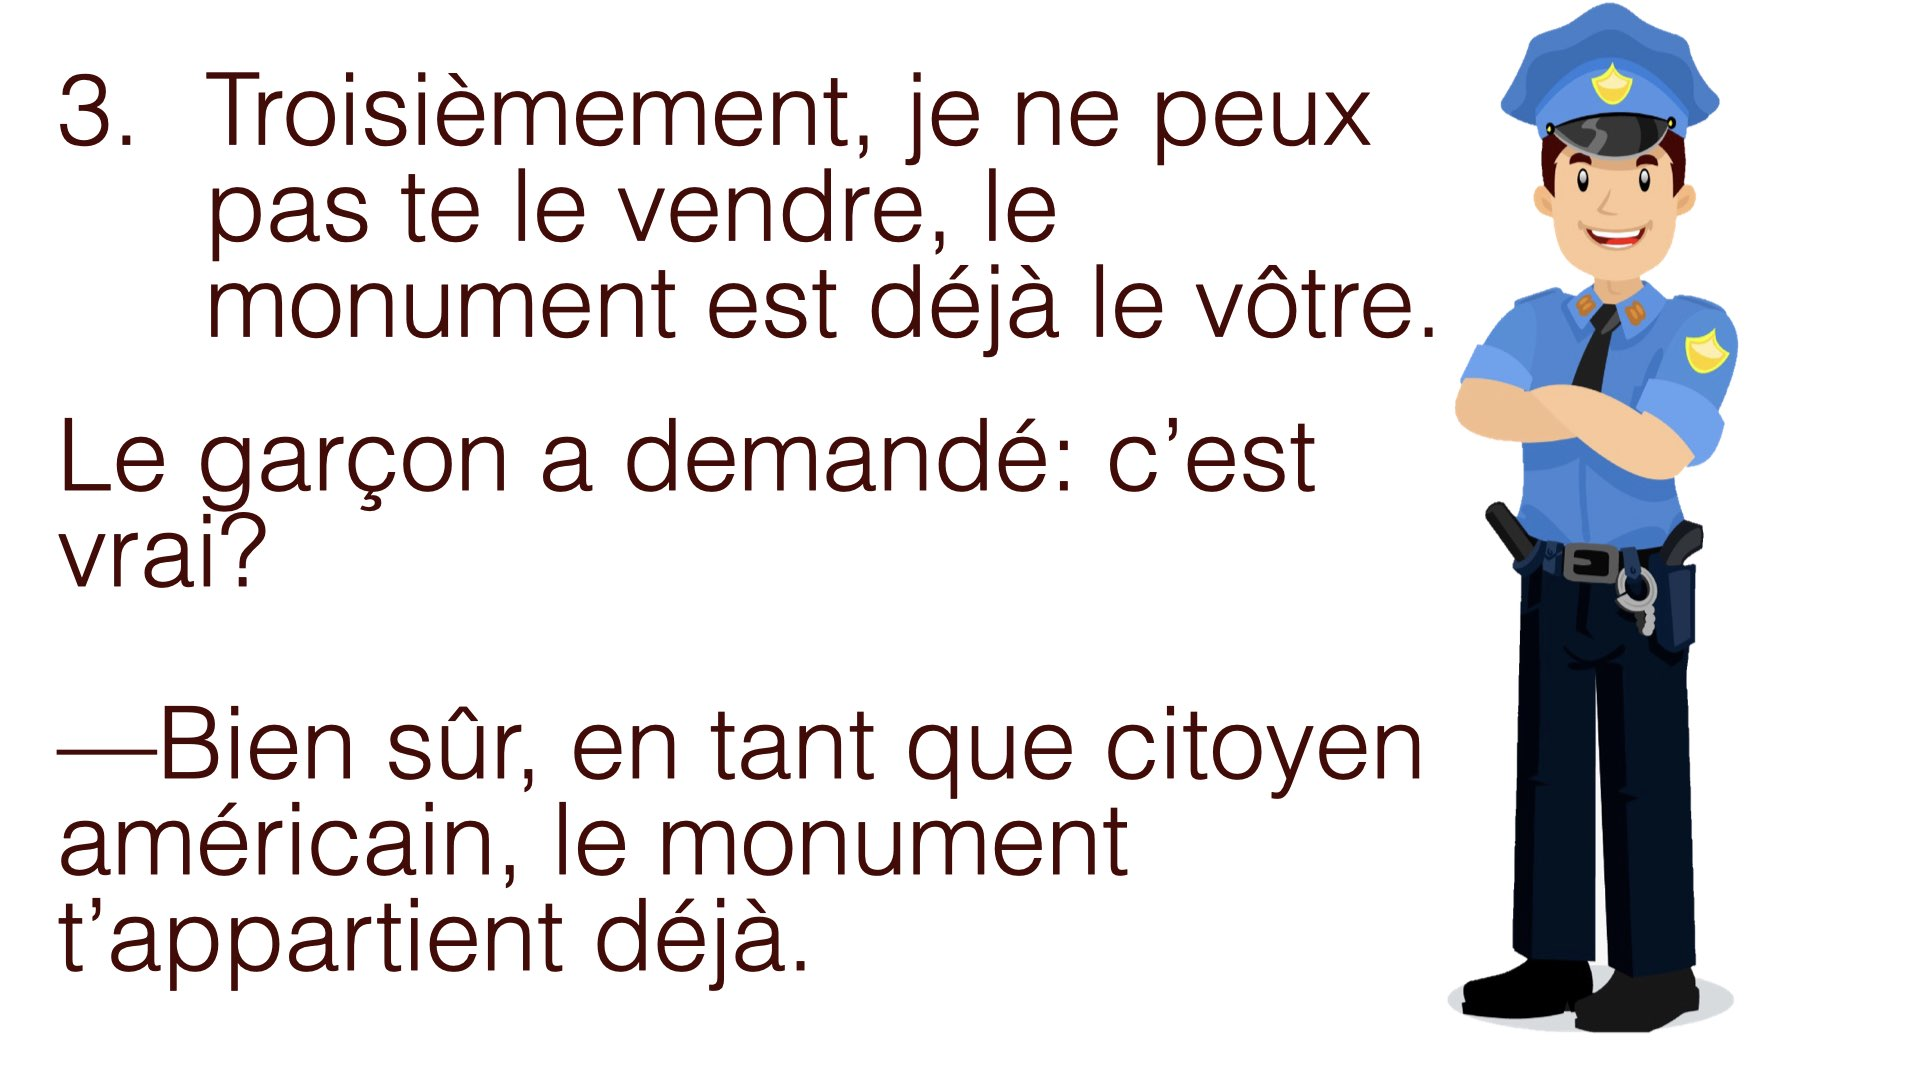 3. Troisièmement, je ne peux
pas te le vendre, le
monument est déjà le vôtre.
Le garçon a demandé: c’est
vrai?
—Bien sûr, en tant que citoyen
américain, le monument
t’appartient déjà.